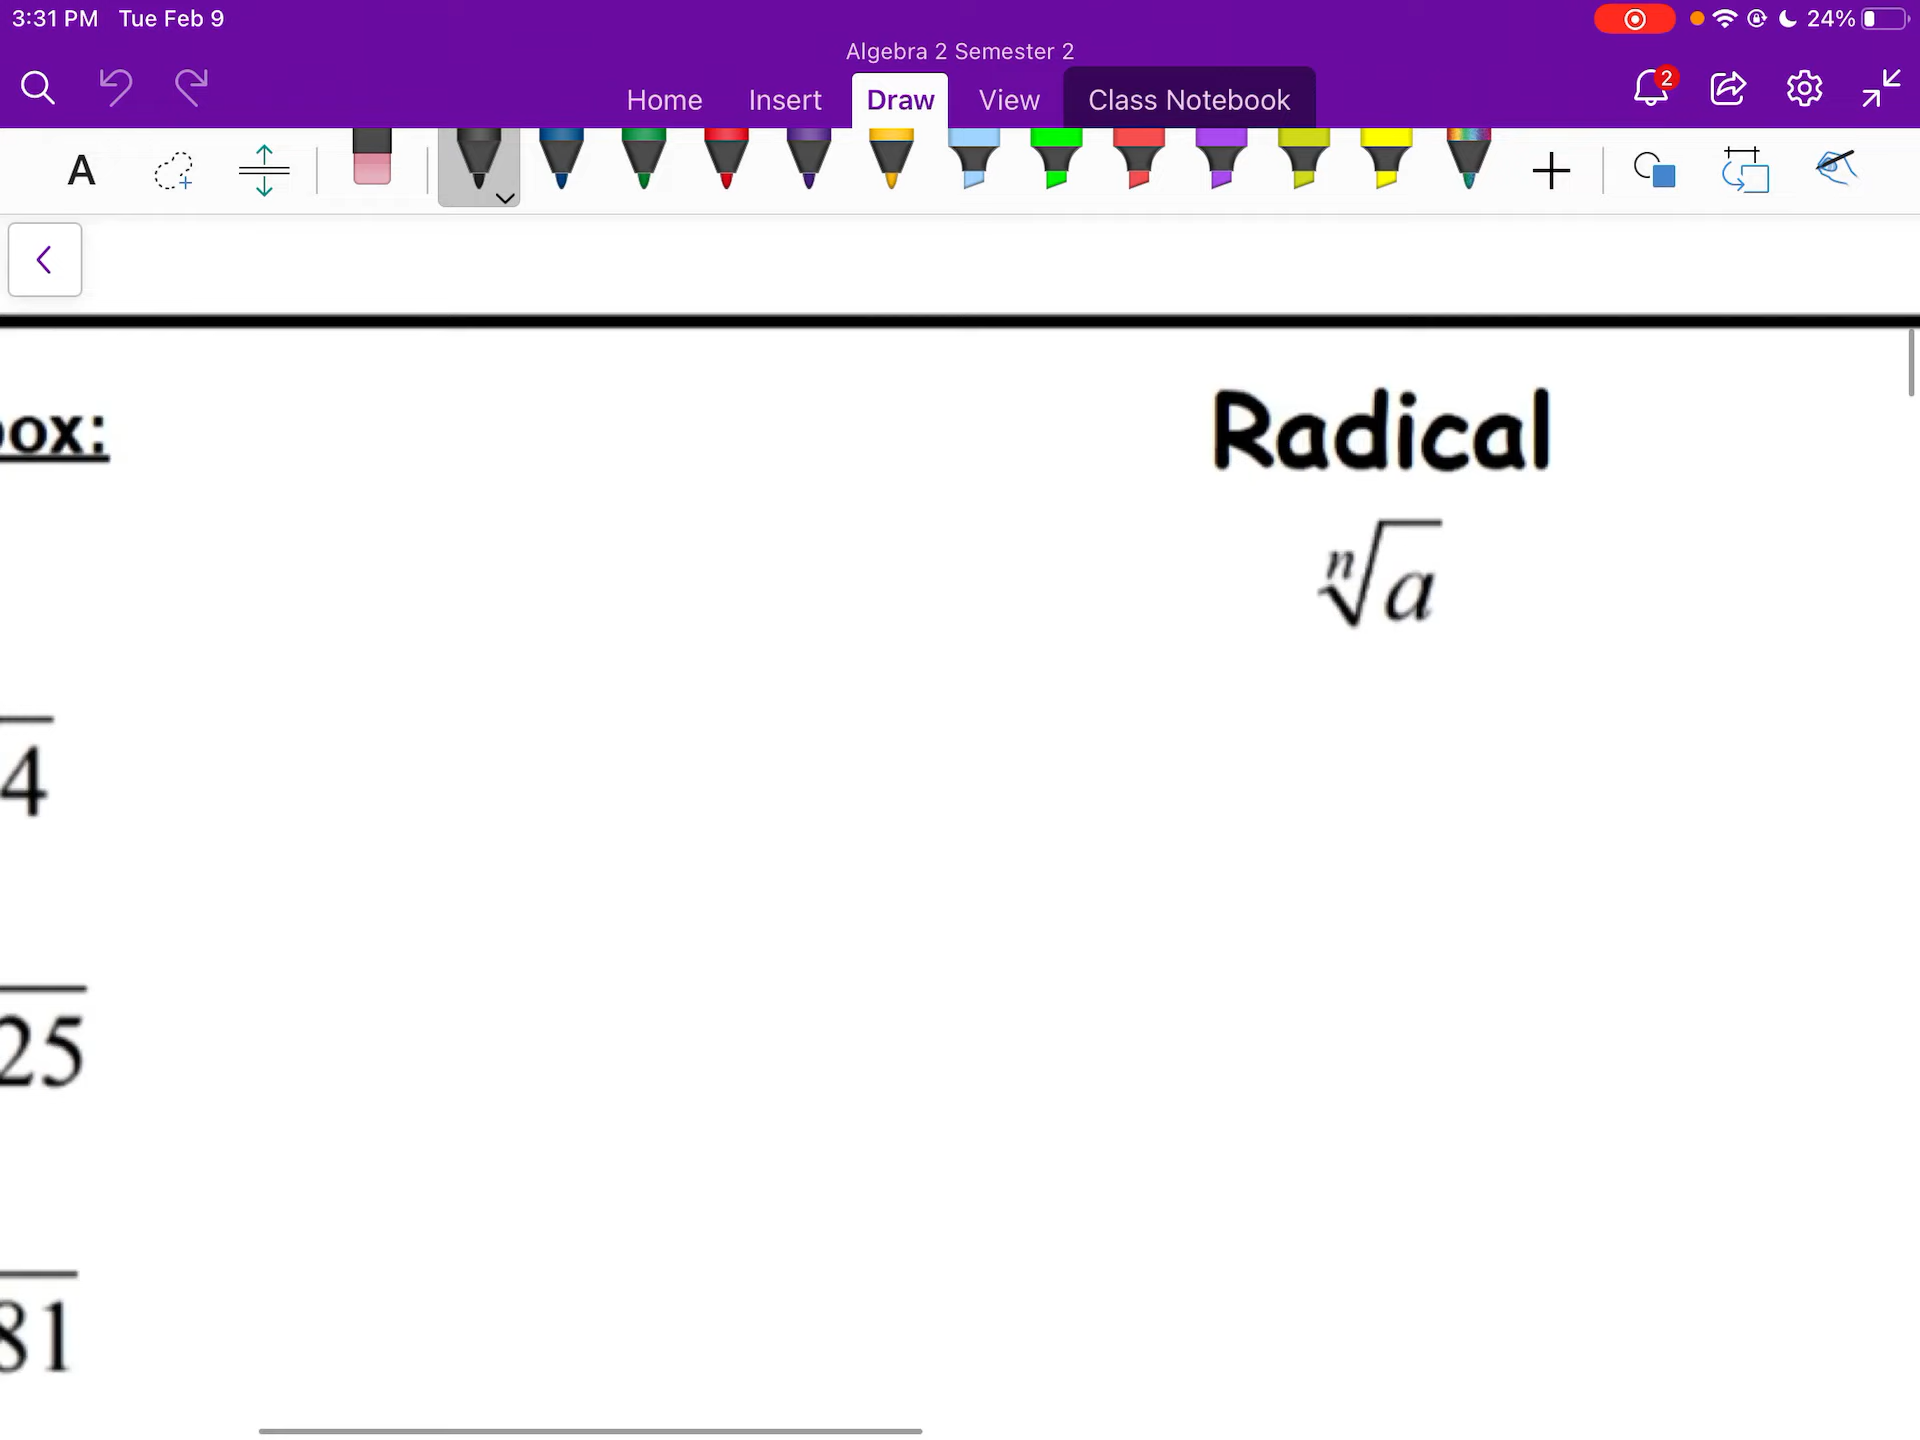 3:31 PM Tue Feb 9
24%
Algebra 2 Semester 2
Home Insert Draw View Class Notebook
2
A
ox:
Radical
ⁿ√a
4
25
81